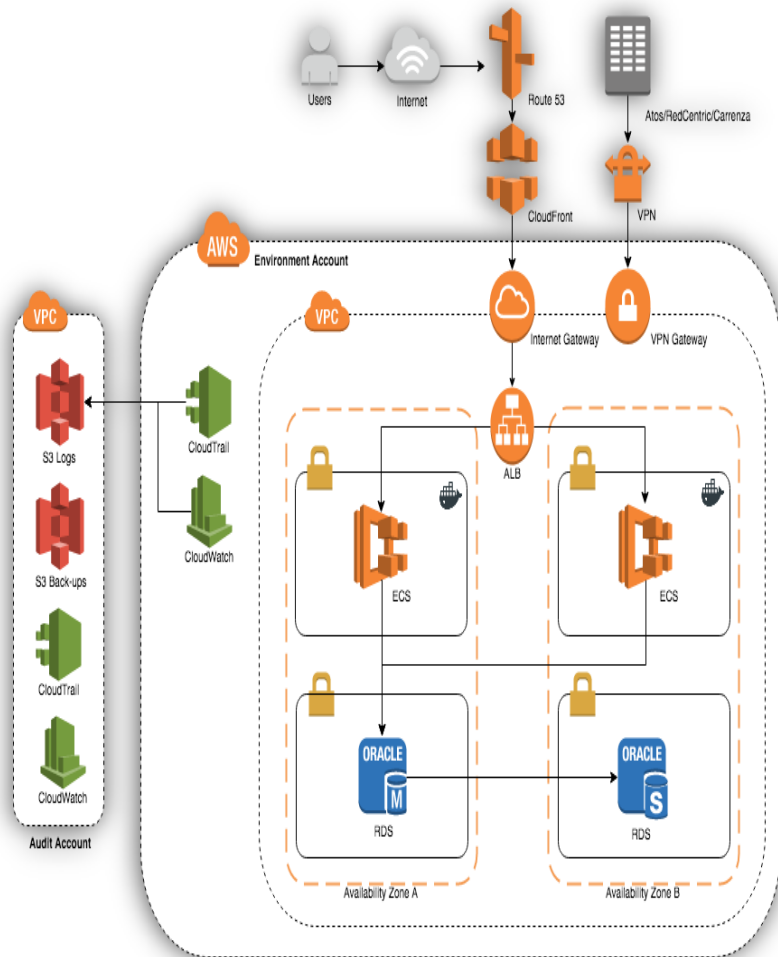 Users
Internet
Route 53
Atos/RedCentric/Carrenza
CloudFront
VPN
AWS
Environment Account
VPC
VPC
Internet Gateway
VPN Gateway
S3 Logs
CloudTrail
ALB
S3 Back-ups
CloudWatch
ECS
ECS
CloudTrail
ORACLE
M
RDS
ORACLE
S
RDS
CloudWatch
Audit Account
Availability Zone A
Availability Zone B